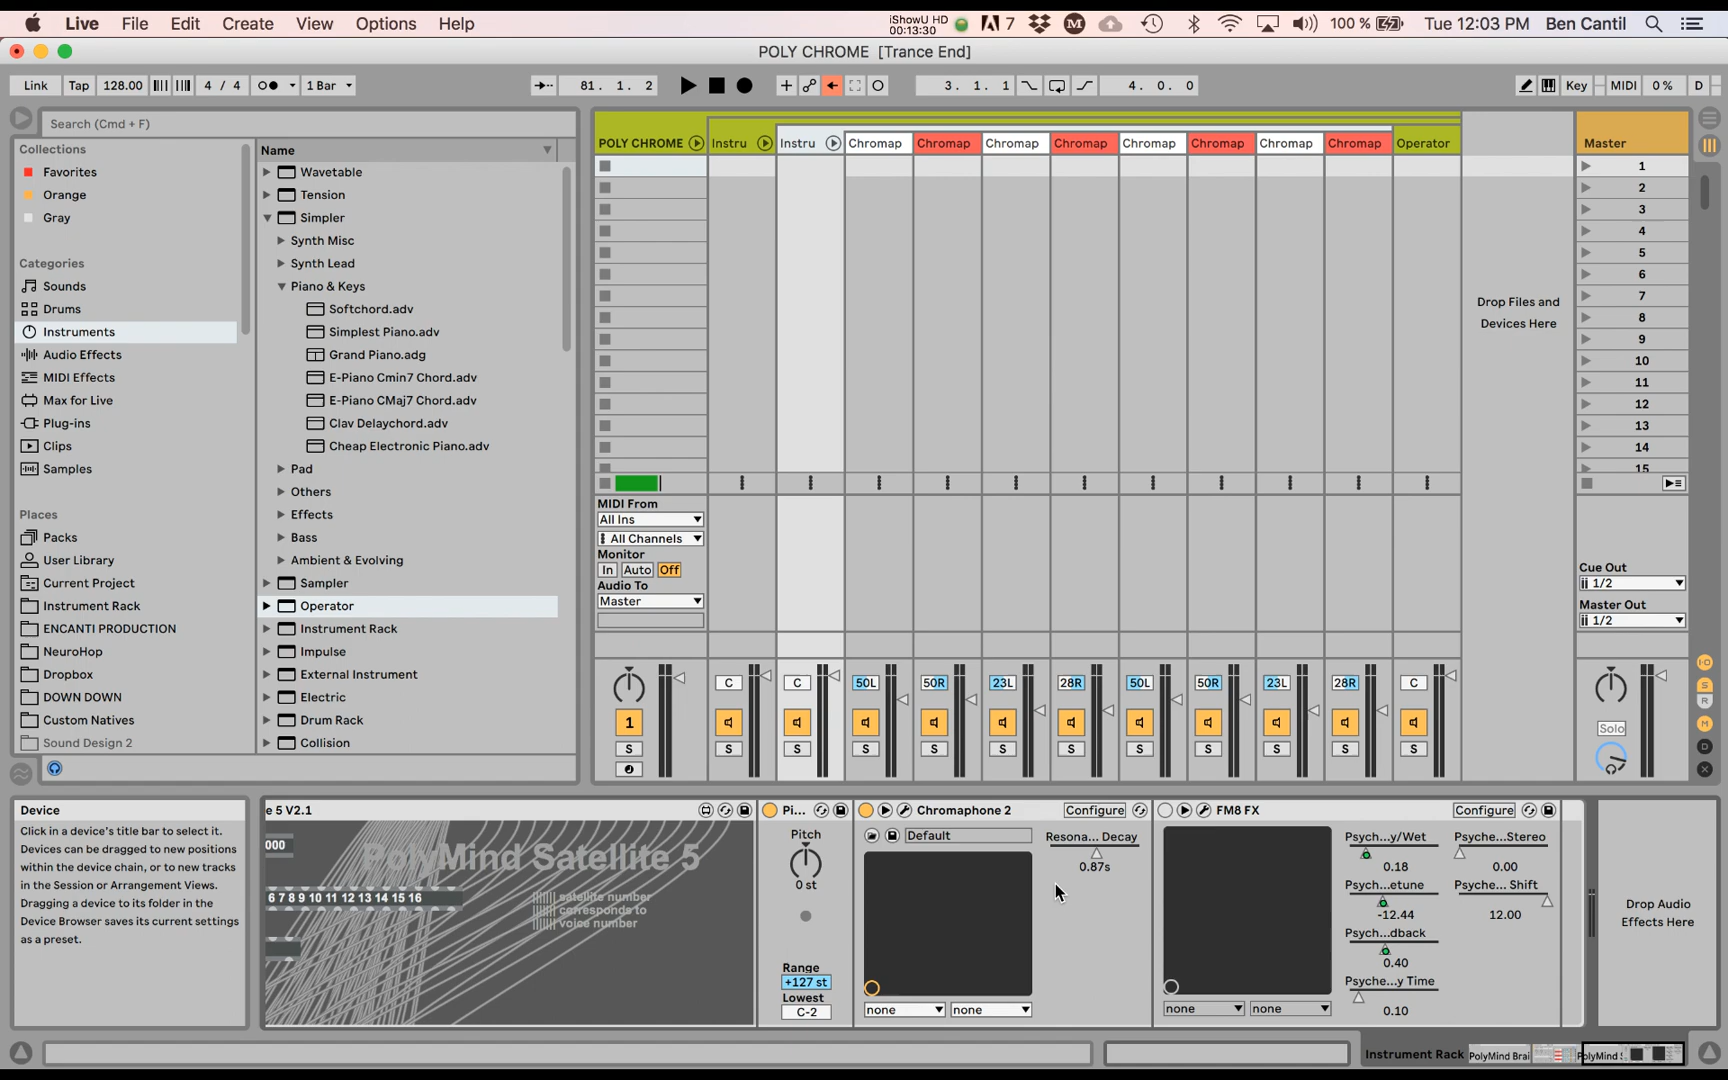 Live File Edit Create View Options Help iShowU HD 00:13:30 7 100 % Tue 12:03 PM Ben Cantil
POLY CHROME [Trance End]
Link Tap 128.00 4 / 4 1 Bar 81. 1. 2 3. 1. 1 4. 0. 0 Key MIDI 0 % D
Search (Cmd + F)
Collections
Favorites
Orange
Gray
Categories
Sounds
Drums
Instruments
Audio Effects
MIDI Effects
Max for Live
Plug-ins
Clips
Samples
Places
Packs
User Library
Current Project
Instrument Rack
ENCANTI PRODUCTION
NeuroHop
Dropbox
DOWN DOWN
Custom Natives
Sound Design 2
Name
Wavetable
Tension
Simpler
Synth Misc
Synth Lead
Piano & Keys
Softchord.adv
Simplest Piano.adv
Grand Piano.adg
E-Piano Cmin7 Chord.adv
E-Piano CMaj7 Chord.adv
Clav Delaychord.adv
Cheap Electronic Piano.adv
Pad
Others
Effects
Bass
Ambient & Evolving
Sampler
Operator
Instrument Rack
Impulse
External Instrument
Electric
Drum Rack
Collision
POLY CHROME Instru Instru Chromap Chromap Chromap Chromap Chromap Chromap Chromap Chromap Operator
Drop Files and
Devices Here
Master
1
2
3
4
5
6
7
8
9
10
11
12
13
14
15
MIDI From
All Ins
All Channels
Monitor
In Auto Off
Audio To
Master
Cue Out
1/2
Master Out
1/2
C C 50L 50R 23L 28R 50L 50R 23L 28R C
1 Solo
S S S S S S S S S S S S
S
R
M
D
Device
Click in a device's title bar to select it.
Devices can be dragged to new positions
within the device chain, or to new tracks
in the Session or Arrangement Views.
Dragging a device to its folder in the
Device Browser saves its current settings
as a preset.
e 5 V2.1
000
PolyMind Satellite 5
6 7 8 9 10 11 12 13 14 15 16
satellite number
corresponds to
voice number
Pi...
Pitch
0 st
Range
+127 st
Lowest
C-2
Chromaphone 2 Configure
Default
Resona... Decay
0.87s
none none
FM8 FX Configure
Psych...y/Wet Psyche...Stereo
0.18 0.00
Psych...etune Psyche... Shift
-12.44 12.00
Psych...dback
0.40
Psyche...y Time
0.10
none none
Drop Audio
Effects Here
Instrument Rack PolyMind Brai